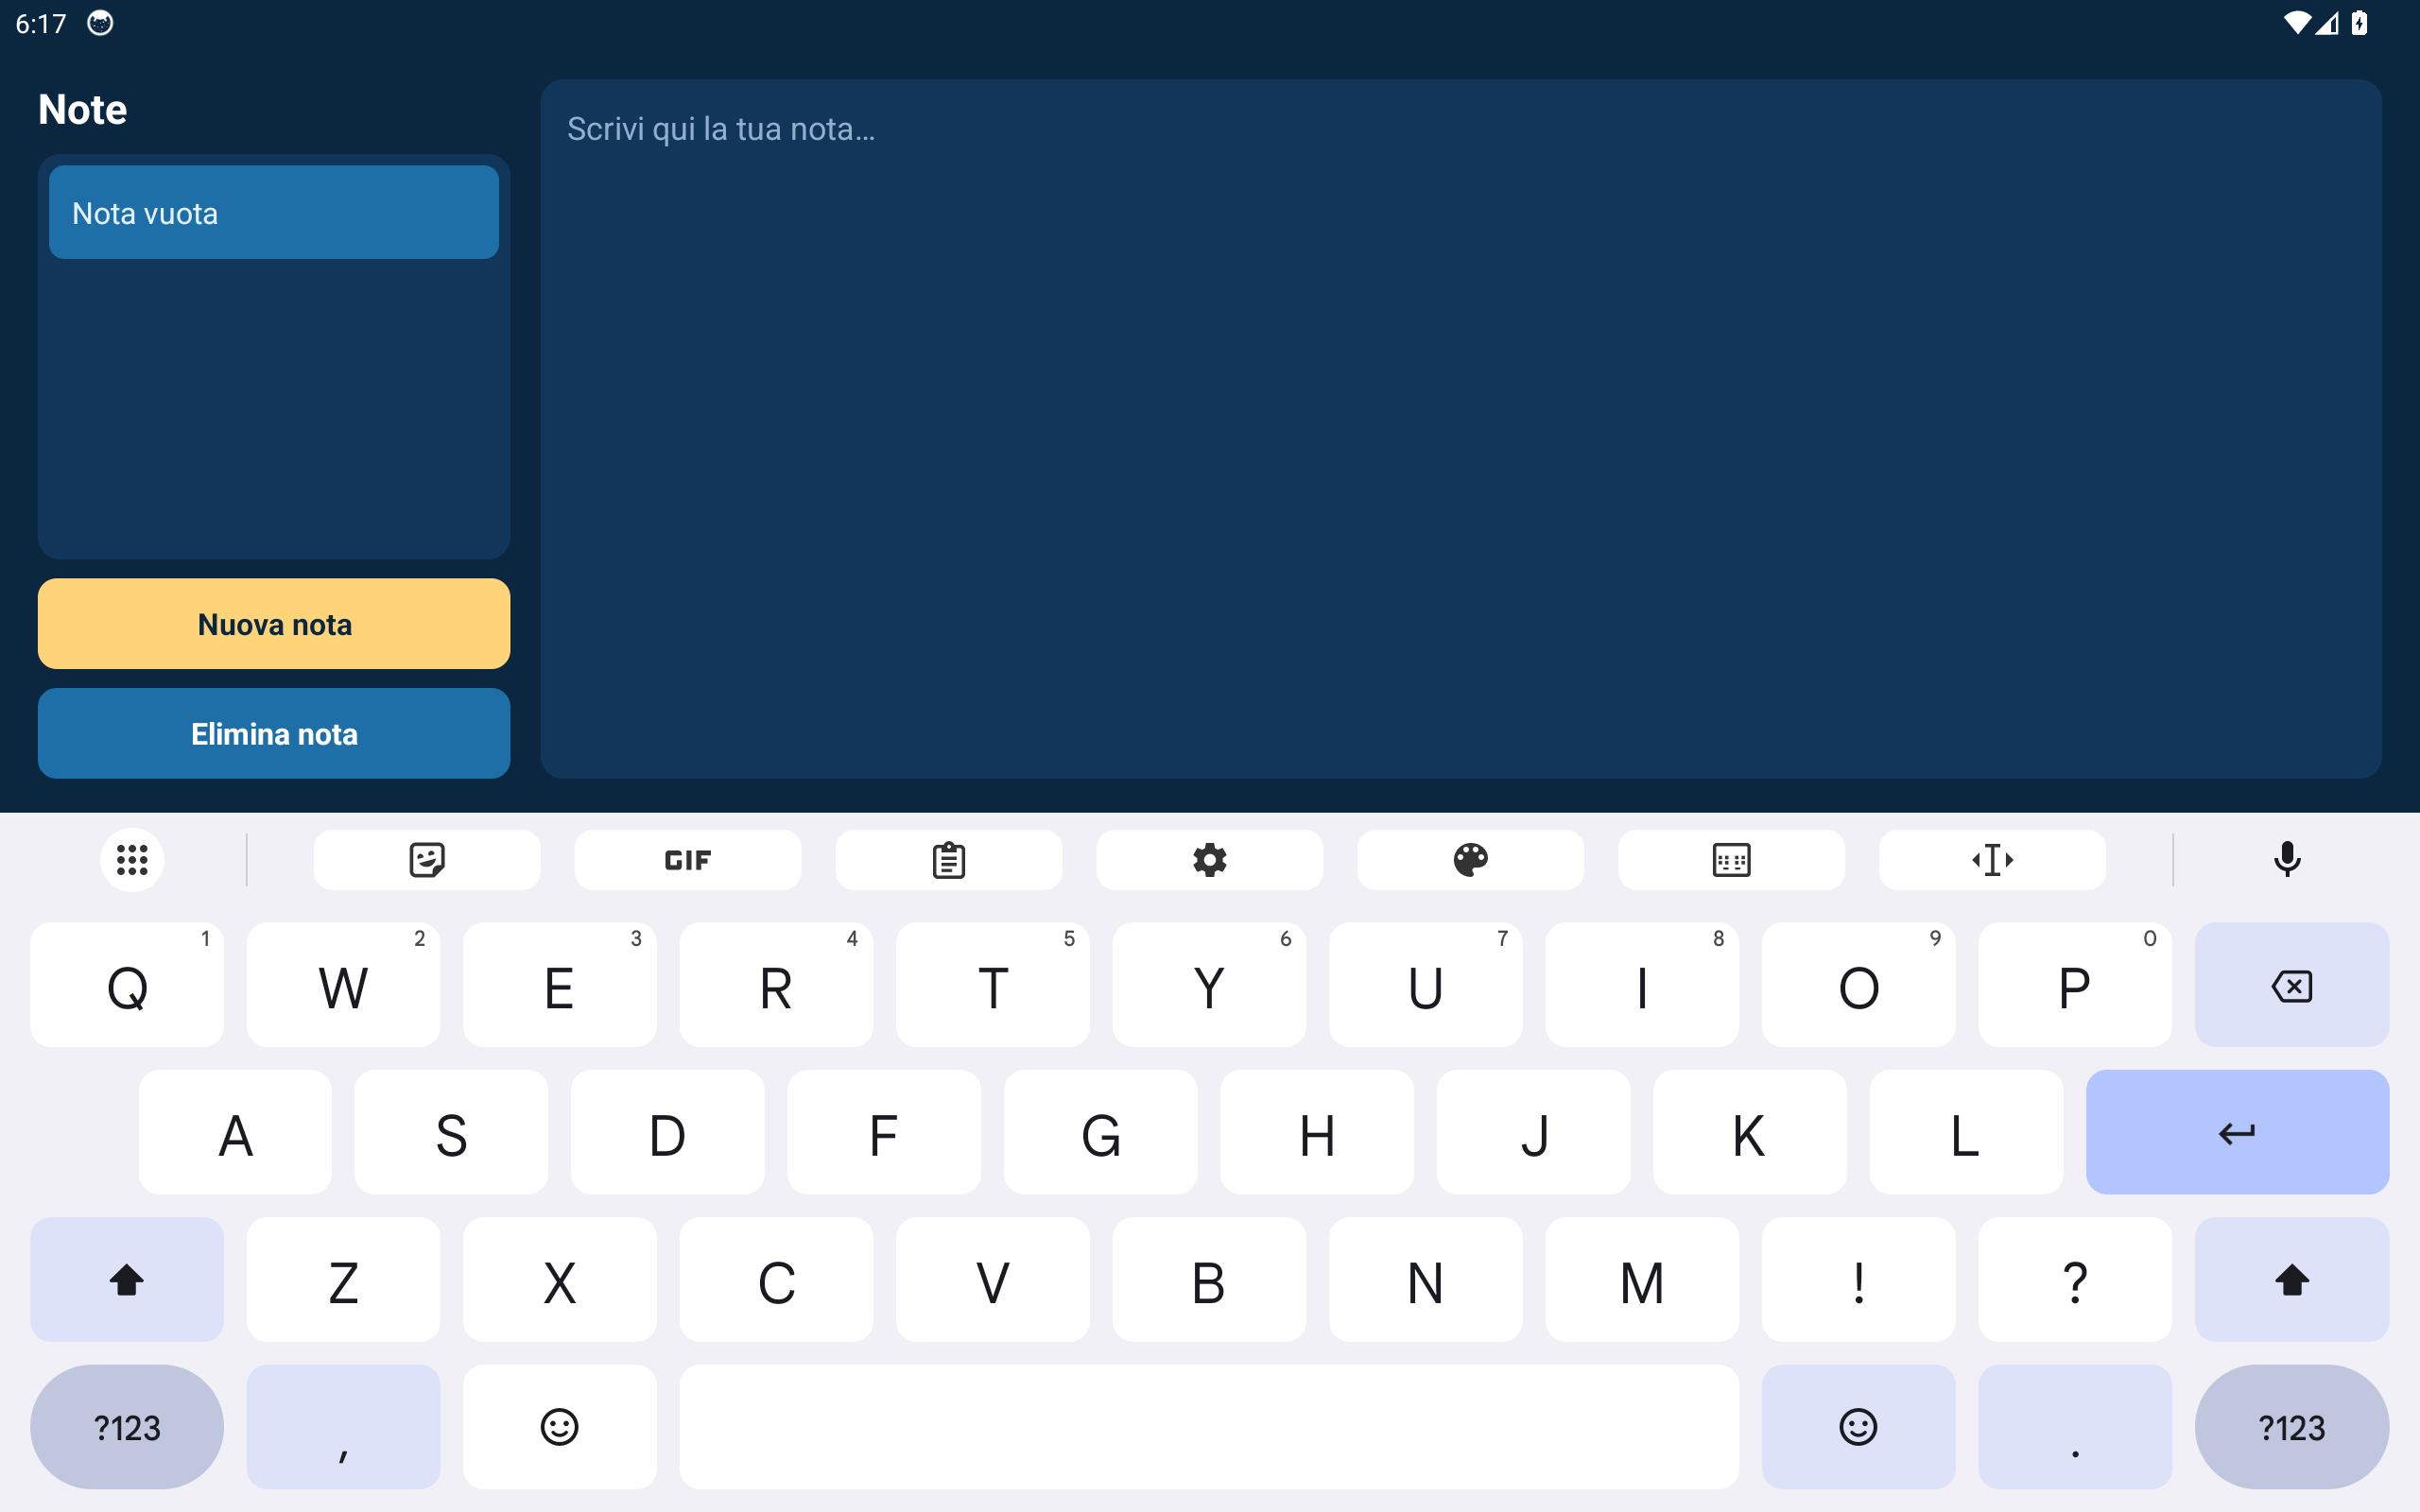 6:17
Note
Scrivi qui la tua nota...
Nota vuota
Nuova nota
Elimina nota
GIF
Q 1 W 2 E 3 R 4 T 5 Y 6 U 7 I 8 O 9 P 0
A S D F G H J K L
Z X C V B N M ! ?
?123 , . ?123